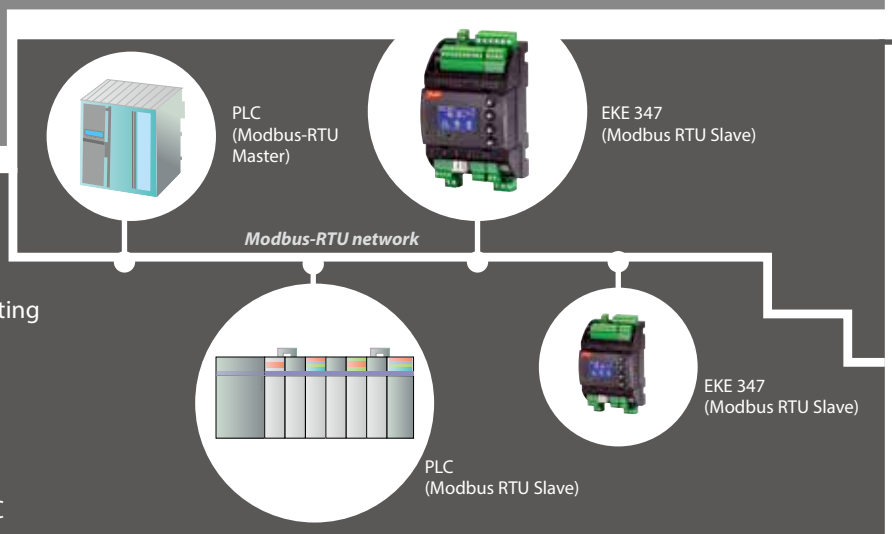 PLC
(Modbus-RTU
Master)
EKE 347
(Modbus RTU Slave)
Modbus-RTU network
ting
EKE 347
(Modbus RTU Slave)
PLC
(Modbus RTU Slave)